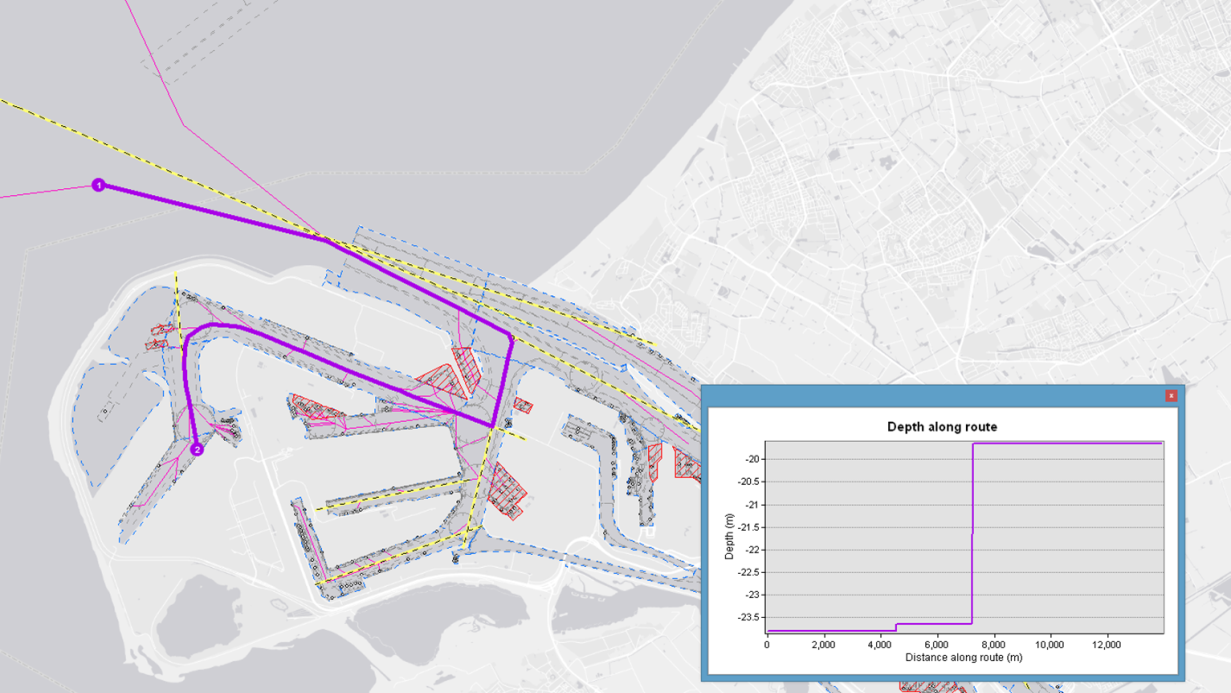 1
2
x
Depth along route
Depth (m)
-20
-20.5
-21
-21.5
-22
-22.5
-23
-23.5
0 2,000 4,000 6,000 8,000 10,000 12,000
Distance along route (m)